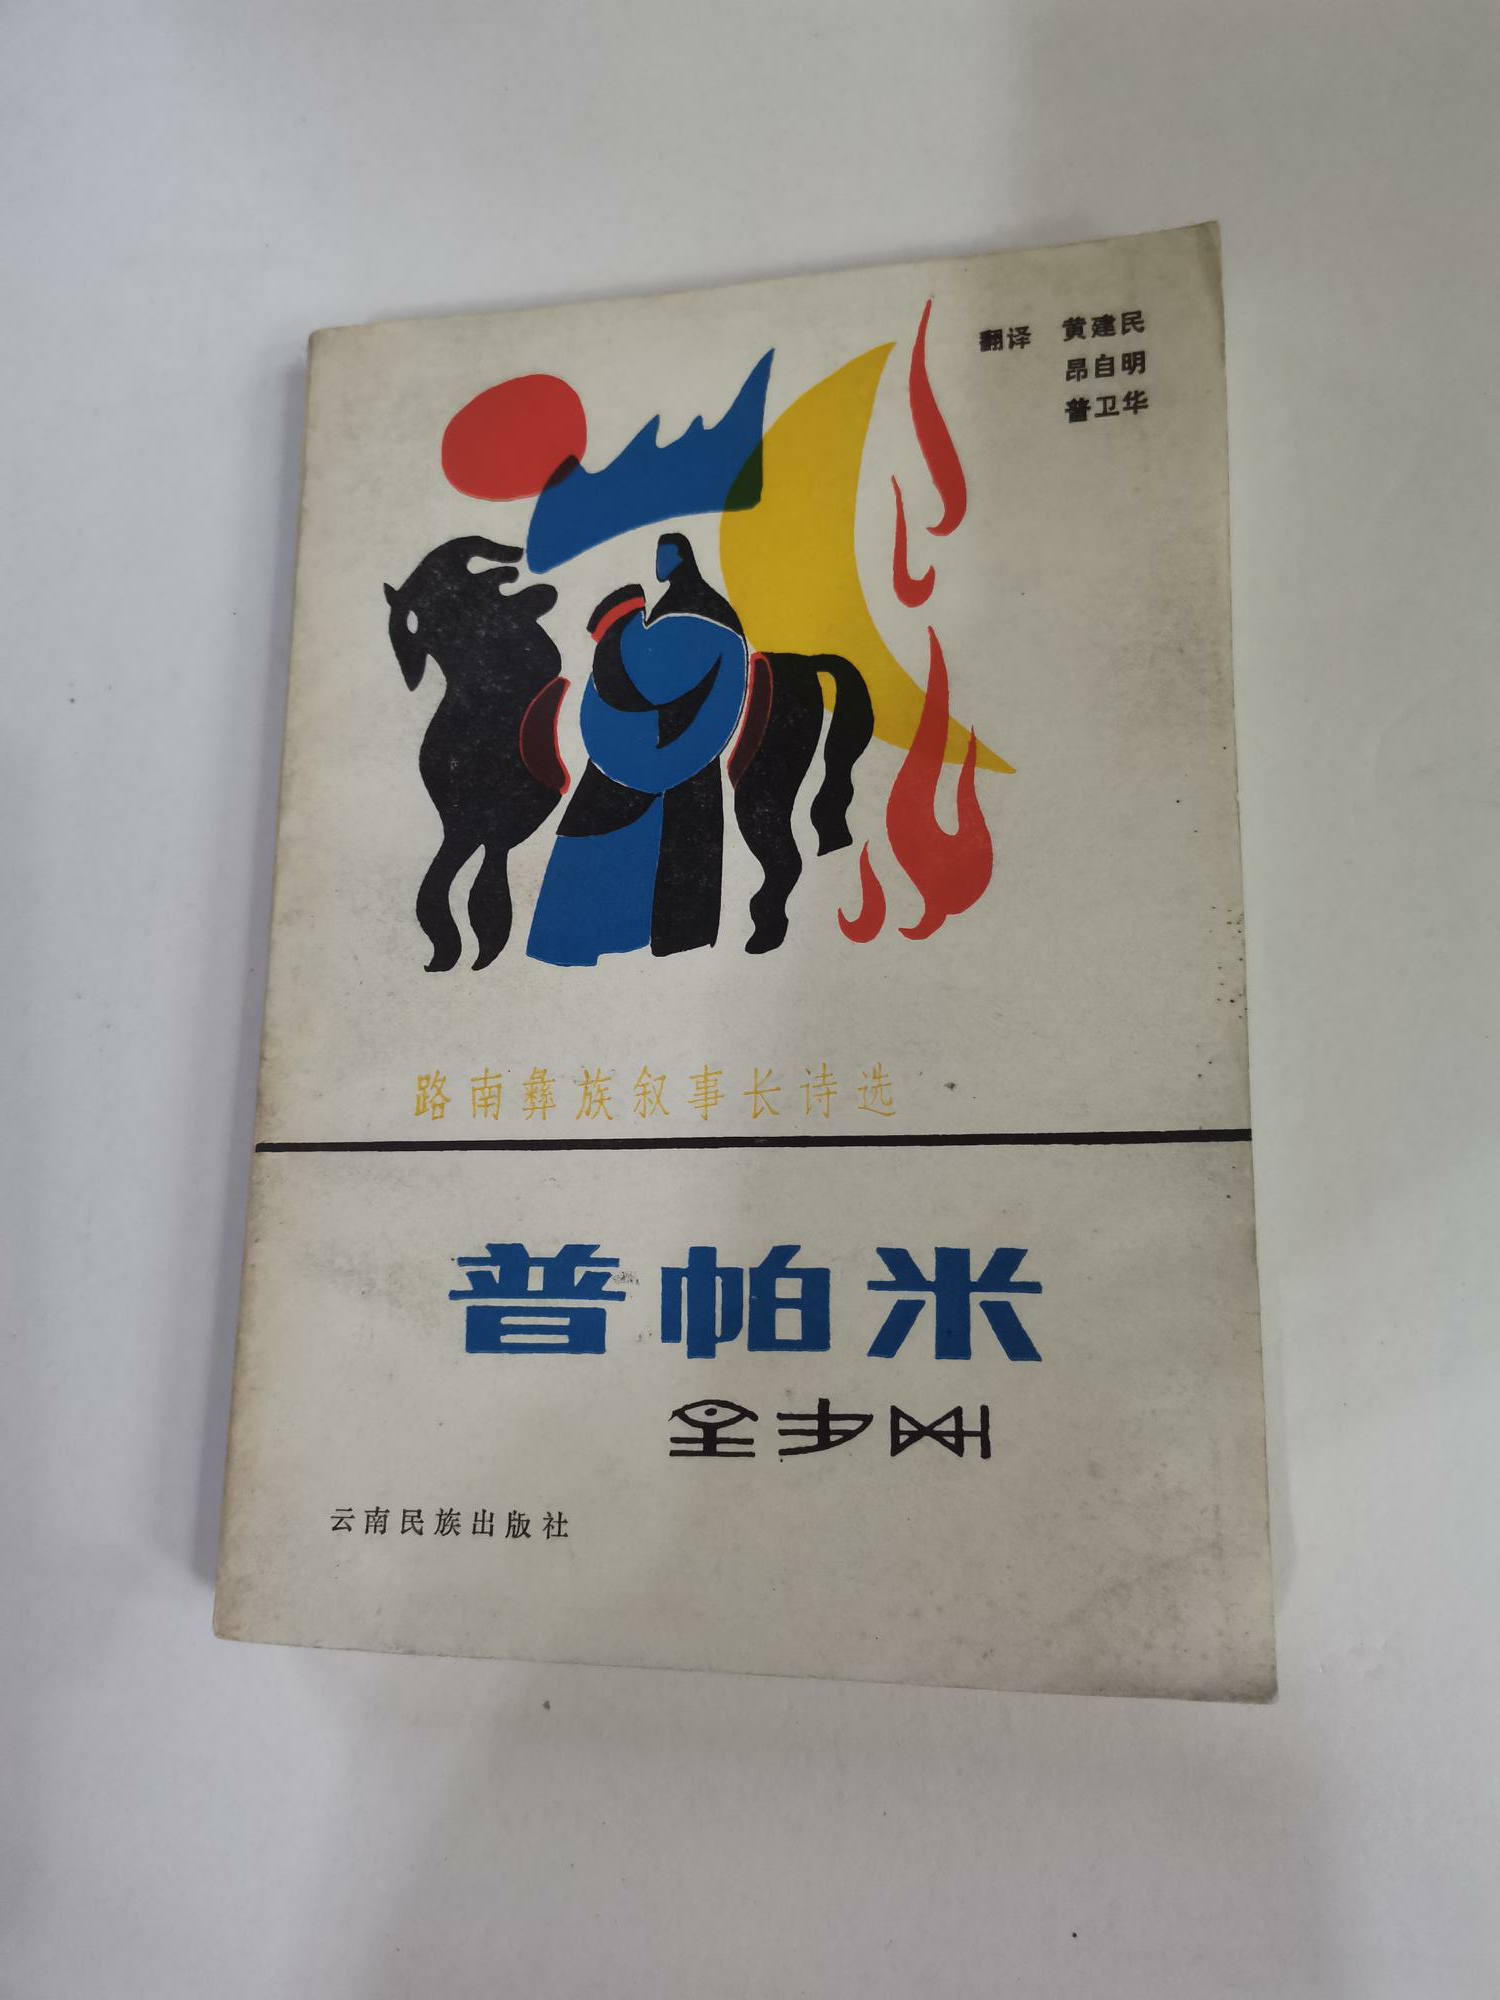 翻译 黄建民
昂自明
普卫华
路南彝族叙事长诗选
普帕米
云南民族出版社